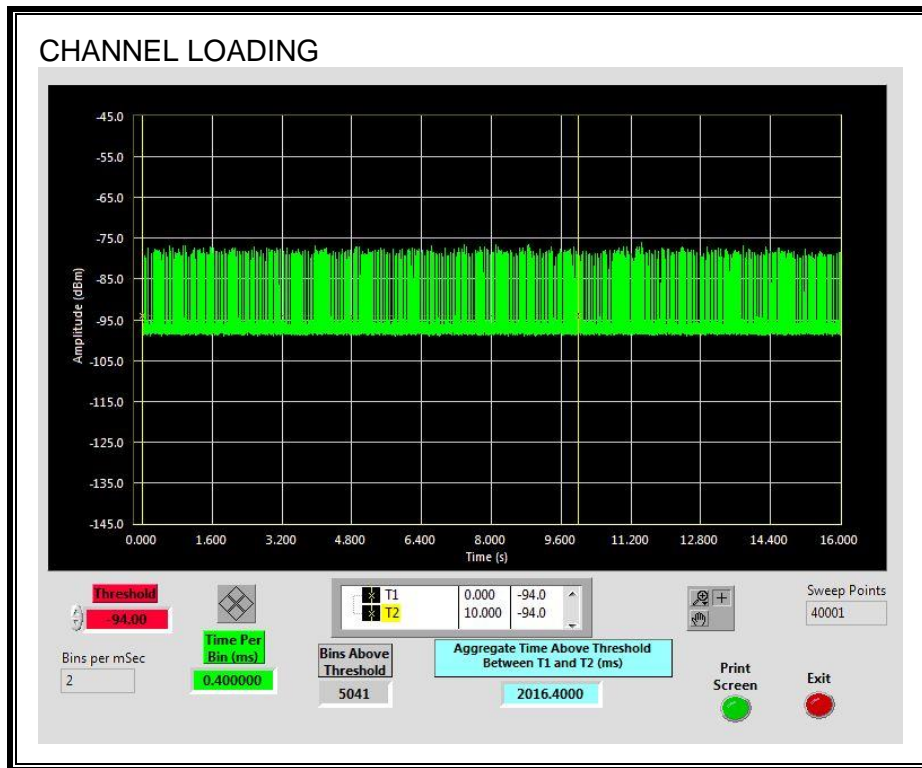 CHANNEL LOADING
-45.0
-55.0
-65.0
-75.0
-85.0
-95.0
-105.0
-115.0
-125.0
-135.0
-145.0
Amplitude (dBm)
0.000 1.600 3.200 4.800 6.400 8.000 9.600 11.200 12.800 14.400 16.000
Time (s)
Threshold
-94.00
Bins per mSec
2
Time Per
Bin (ms)
0.400000
T1 0.000 -94.0
T2 10.000 -94.0
Bins Above
Threshold
5041
Aggregate Time Above Threshold
Between T1 and T2 (ms)
2016.4000
Print
Screen
Exit
Sweep Points
40001